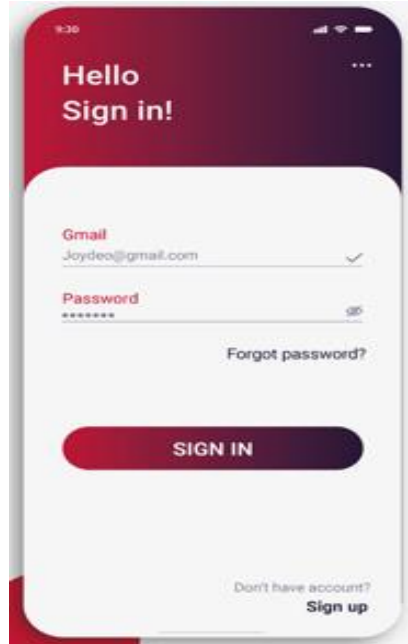 9:30
Hello
Sign in!
Gmail
Joydeo@gmail.com
Password
Forgot password?
SIGN IN
Don't have account?
Sign up